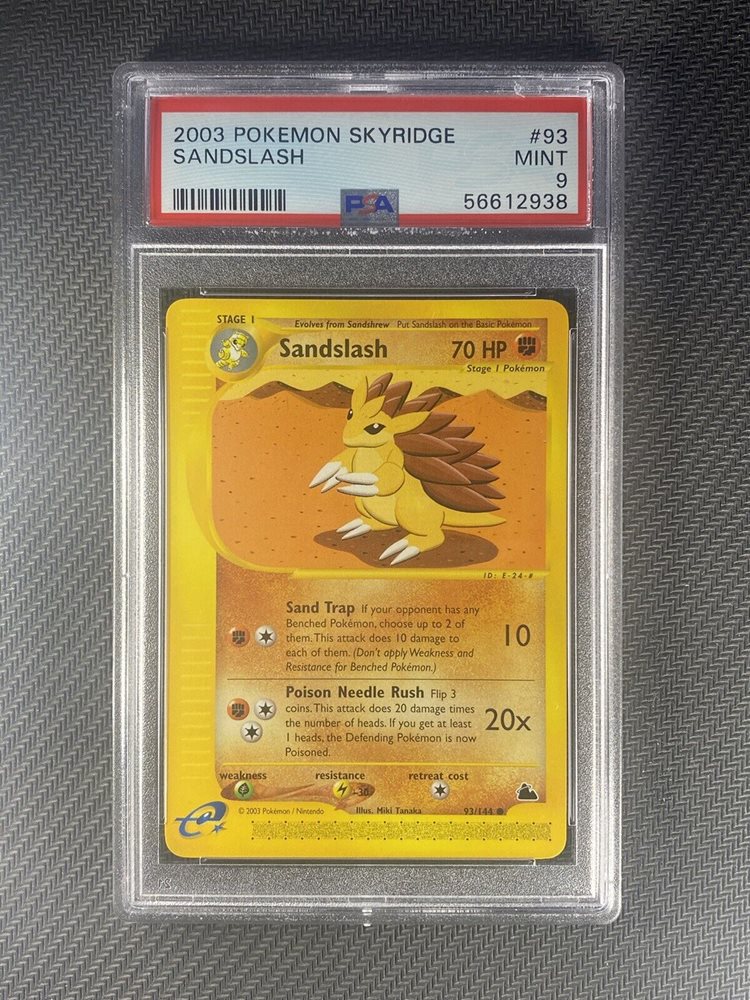 2003 POKEMON SKYRIDGE #93
SANDSLASH MINT
9
PSA 56612938
STAGE 1 Evolves from Sandshrew Put Sandslash on the Basic Pokémon
Sandslash 70 HP
Stage 1 Pokémon
ID: E-24-#
Sand Trap If your opponent has any
Benched Pokémon, choose up to 2 of
them. This attack does 10 damage to 10
each of them. (Don't apply Weakness and
Resistance for Benched Pokémon.)
Poison Needle Rush Flip 3
coins. This attack does 20 damage times
the number of heads. If you get at least 20x
1 heads, the Defending Pokémon is now
Poisoned.
weakness resistance retreat cost
-30
© 2003 Pokémon / Nintendo Illus. Miki Tanaka 93/144
e